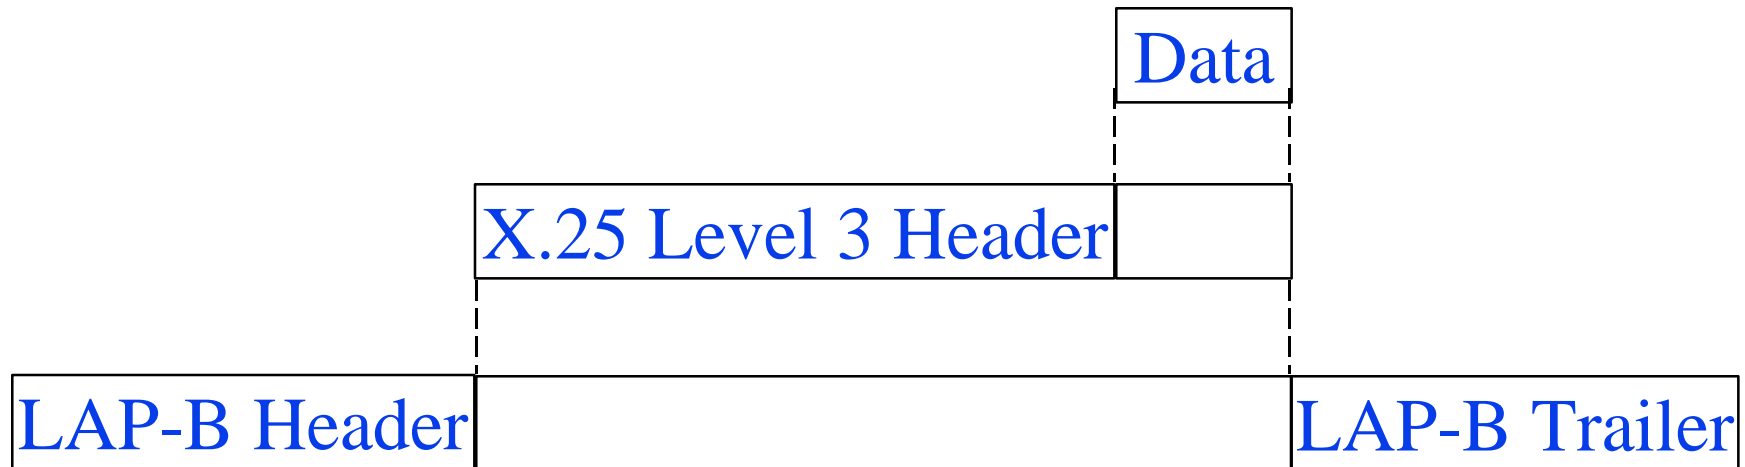 Data
X.25 Level 3 Header
LAP-B Header LAP-B Trailer